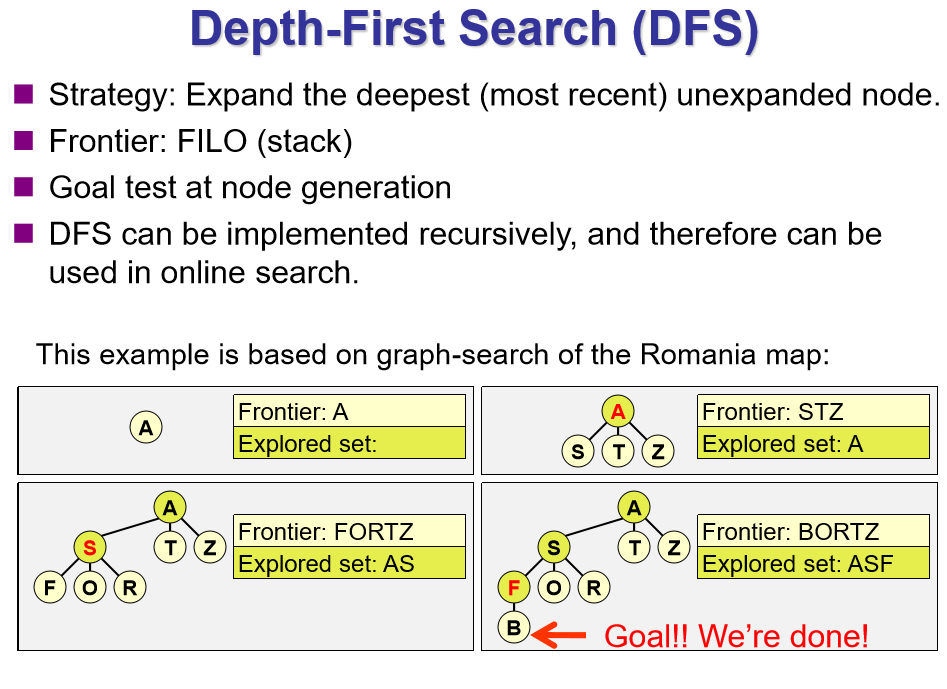 Depth-First Search (DFS)
Strategy: Expand the deepest (most recent) unexpanded node.
Frontier: FILO (stack)
Goal test at node generation
DFS can be implemented recursively, and therefore can be
used in online search.
This example is based on graph-search of the Romania map:
A
Frontier: A
Explored set:
A
S T Z
Frontier: STZ
Explored set: A
A
S T Z
F O R
Frontier: FORTZ
Explored set: AS
A
S T Z
F O R
B
Frontier: BORTZ
Explored set: ASF
Goal!! We’re done!